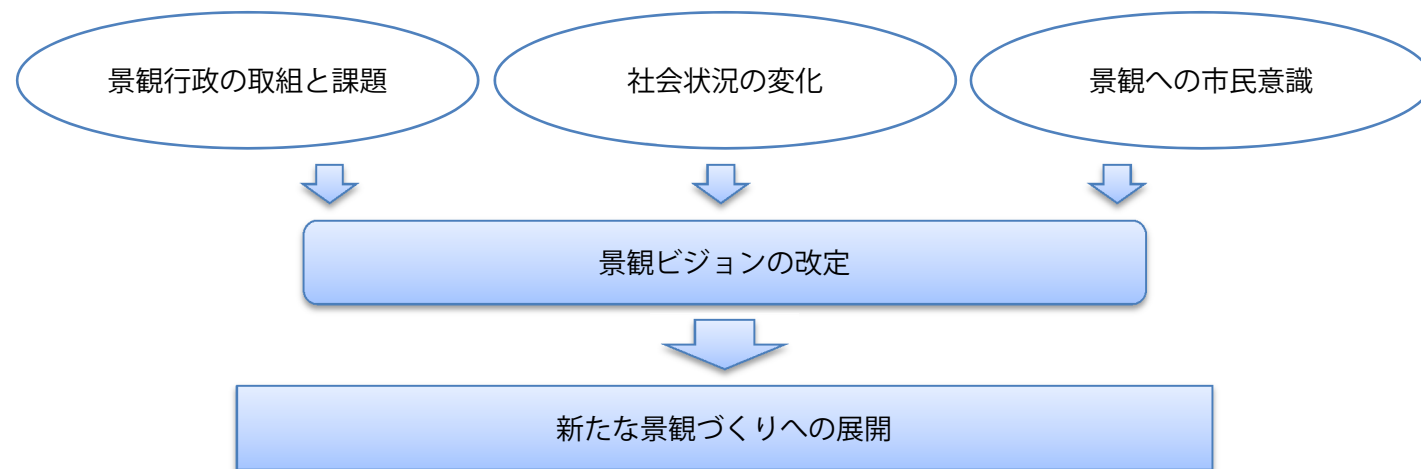 景観行政の取組と課題
社会状況の変化
景観への市民意識
景観ビジョンの改定
新たな景観づくりへの展開